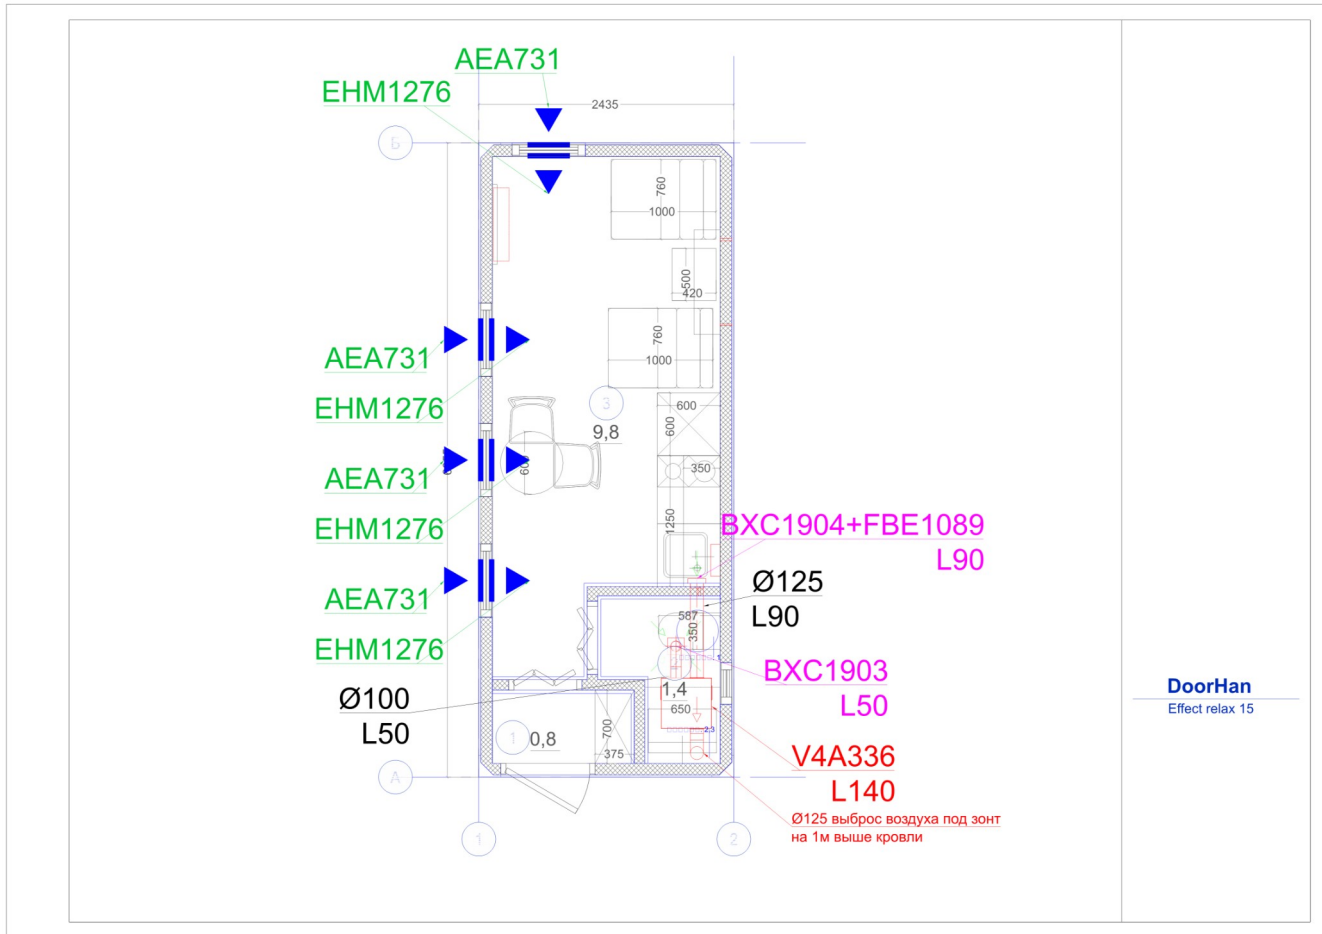 AEA731
EHM1276
2435
Б
760
1000
500
420
760
1000
AEA731
EHM1276
3
9,8
600
600
350
600
AEA731
EHM1276
1250
BXC1904+FBE1089
L90
AEA731
EHM1276
Ø125
L90
587
350
BXC1903
L50
1,4
650
Ø100
L50
1
0,8
700
375
2,3
V4A336
L140
Ø125 выброс воздуха под зонт
на 1м выше кровли
А
1
2
DoorHan
Effect relax 15